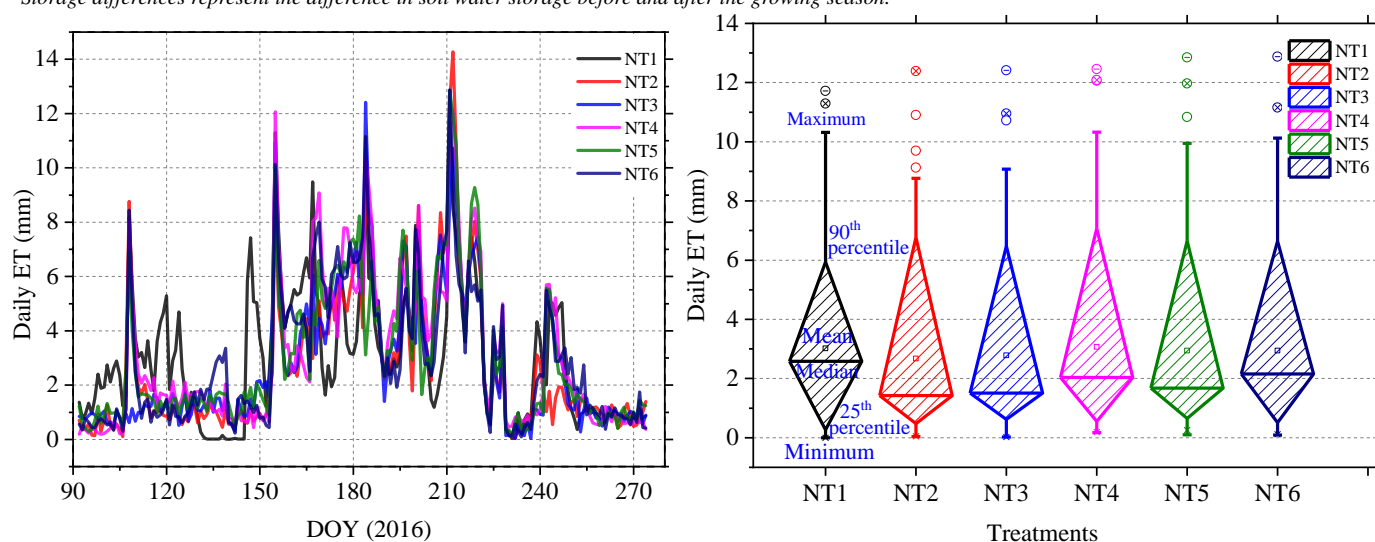 Storage differences represent the difference in soil water storage before and after the growing season.
14
12
10
8
6
4
2
0
Daily ET (mm)
NT1
NT2
NT3
NT4
NT5
NT6
92
120
150
180
210
240
270
DOY (2016)
14
12
10
8
6
4
2
0
Daily ET (mm)
NT1
NT2
NT3
NT4
NT5
NT6
Maximum
90th
percentile
Mean
Median
25th
percentile
Minimum
NT1 NT2 NT3 NT4 NT5 NT6
Treatments